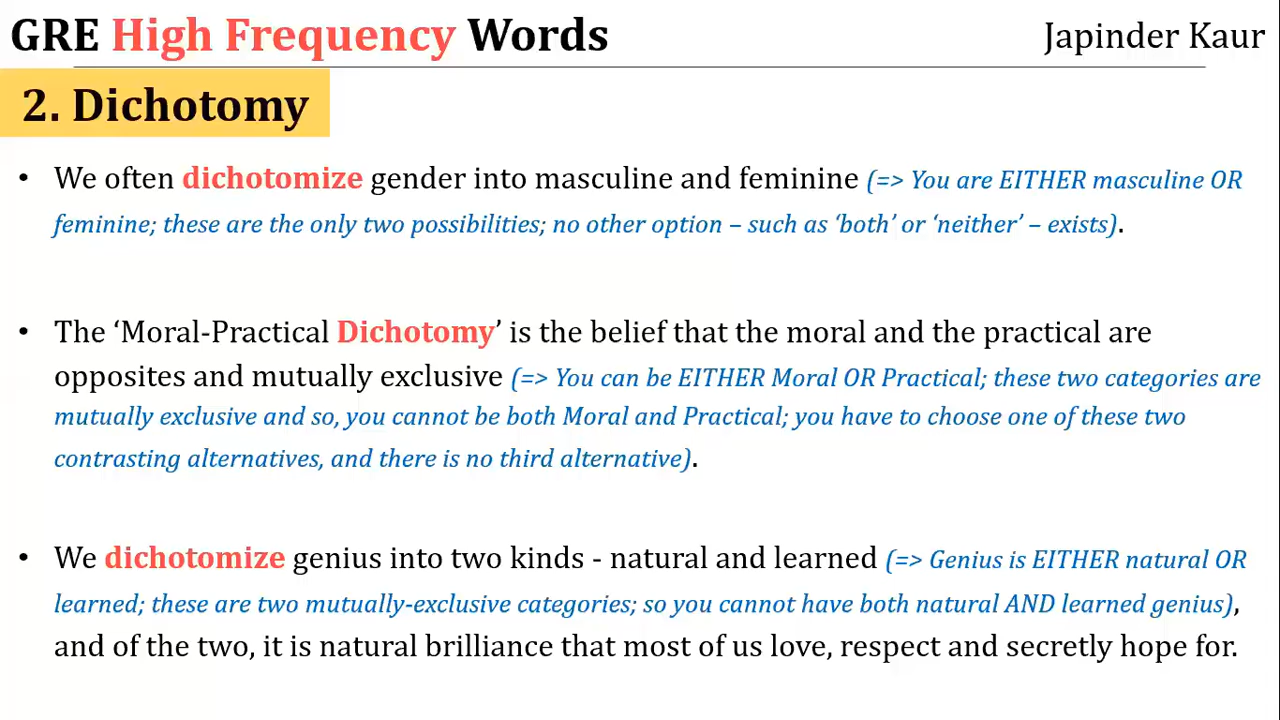 GRE High Frequency Words
Japinder Kaur
2. Dichotomy
• We often dichotomize gender into masculine and feminine (=> You are EITHER masculine OR
feminine; these are the only two possibilities; no other option – such as ‘both’ or ‘neither’ – exists).
• The ‘Moral-Practical Dichotomy’ is the belief that the moral and the practical are
opposites and mutually exclusive (=> You can be EITHER Moral OR Practical; these two categories are
mutually exclusive and so, you cannot be both Moral and Practical; you have to choose one of these two
contrasting alternatives, and there is no third alternative).
• We dichotomize genius into two kinds - natural and learned (=> Genius is EITHER natural OR
learned; these are two mutually-exclusive categories; so you cannot have both natural AND learned genius),
and of the two, it is natural brilliance that most of us love, respect and secretly hope for.